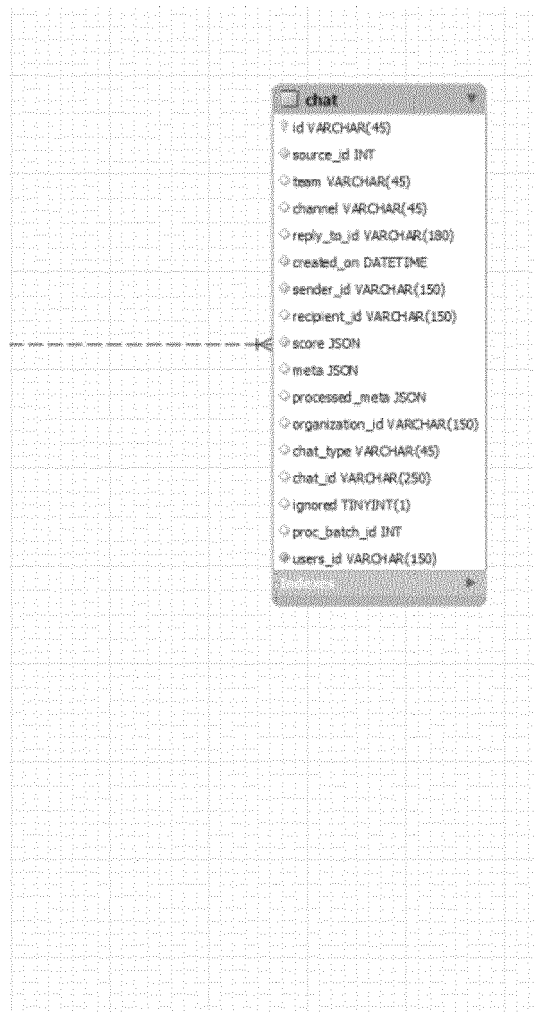 chat
id VARCHAR(45)
source_id INT
team VARCHAR(45)
channel VARCHAR(45)
reply_to_id VARCHAR(180)
created_on DATETIME
sender_id VARCHAR(150)
recipient_id VARCHAR(150)
score JSON
meta JSON
processed_meta JSON
organization_id VARCHAR(150)
chat_type VARCHAR(45)
chat_id VARCHAR(250)
ignored TINYINT(1)
proc_batch_id INT
users_id VARCHAR(150)